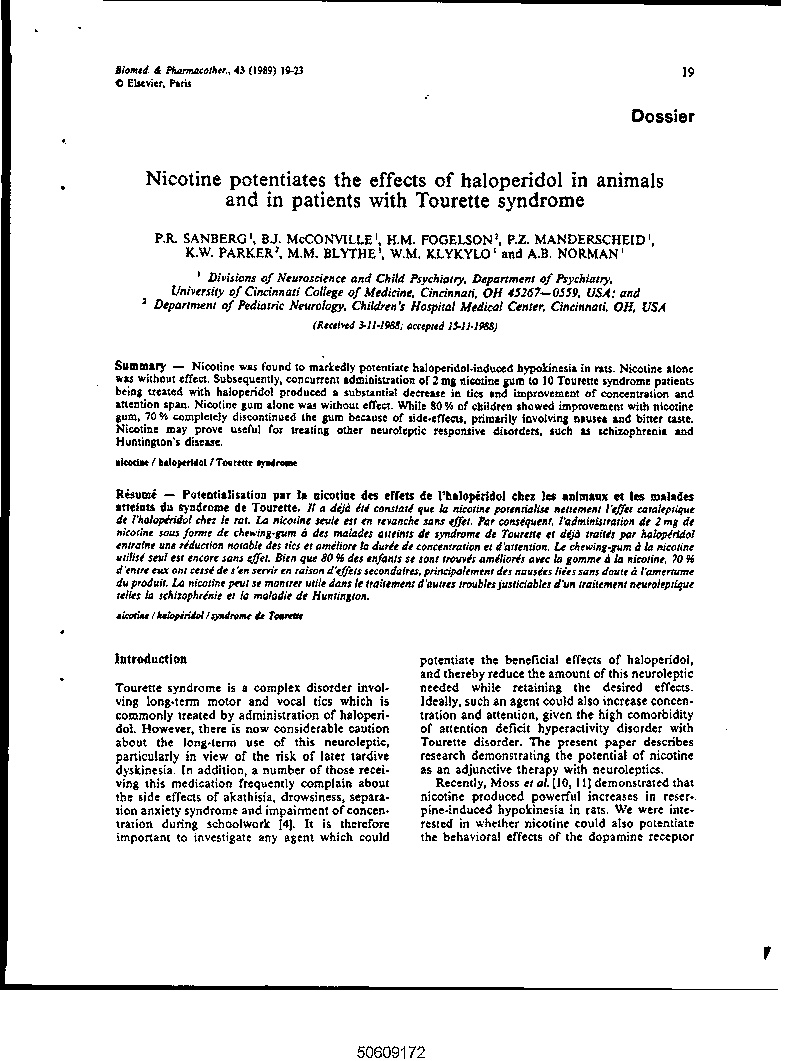 Biomed. & Pharmacother., 43 (1989) 19-23
© Elsevier, Paris
19
Dossier
Nicotine potentiates the effects of haloperidol in animals
and in patients with Tourette syndrome
P.R. SANBERG¹, B.J. McCONVILLE¹, H.M. FOGELSON², P.Z. MANDERSCHEID¹,
K.W. PARKER², M.M. BLYTHE¹, W.M. KLYKYLO¹ and A.B. NORMAN¹
¹ Divisions of Neuroscience and Child Psychiatry, Department of Psychiatry,
University of Cincinnati College of Medicine, Cincinnati, OH 45267—0559, USA; and
² Department of Pediatric Neurology, Children's Hospital Medical Center, Cincinnati, OH, USA
(Received 3-11-1988; accepted 15-11-1988)
Summary — Nicotine was found to markedly potentiate haloperidol-induced hypokinesia in rats. Nicotine alone
was without effect. Subsequently, concurrent administration of 2 mg nicotine gum to 10 Tourette syndrome patients
being treated with haloperidol produced a substantial decrease in tics and improvement of concentration and
attention span. Nicotine gum alone was without effect. While 80 % of children showed improvement with nicotine
gum, 70 % completely discontinued the gum because of side-effects, primarily involving nausea and bitter taste.
Nicotine may prove useful for treating other neuroleptic responsive disorders, such as schizophrenia and
Huntington's disease.
nicotine / haloperidol / Tourette syndrome
Résumé — Potentialisation par la nicotine des effets de l'halopéridol chez les animaux et les malades
atteints du syndrome de Tourette. Il a déjà été constaté que la nicotine potentialise nettement l'effet cataleptique
de l'halopéridol chez le rat. La nicotine seule est en revanche sans effet. Par conséquent, l'administration de 2 mg de
nicotine sous forme de chewing-gum à des malades atteints de syndrome de Tourette et déjà traités par halopéridol
entraîne une réduction notable des tics et améliore la durée de concentration et d'attention. Le chewing-gum à la nicotine
utilisé seul est encore sans effet. Bien que 80 % des enfants se sont trouvés améliorés avec la gomme à la nicotine, 70 %
d'entre eux ont cessé de s'en servir en raison d'effets secondaires, principalement des nausées liées sans doute à l'amertume
du produit. La nicotine peut se montrer utile dans le traitement d'autres troubles justiciables d'un traitement neuroleptique
telles la schizophrénie et la maladie de Huntington.
nicotine / halopéridol / syndrome de Tourette
Introduction
Tourette syndrome is a complex disorder invol-
ving long-term motor and vocal tics which is
commonly treated by administration of haloperi-
dol. However, there is now considerable caution
about the long-term use of this neuroleptic,
particularly in view of the risk of later tardive
dyskinesia. In addition, a number of those recei-
ving this medication frequently complain about
the side effects of akathisia, drowsiness, separa-
tion anxiety syndrome and impairment of concen-
tration during schoolwork [4]. It is therefore
important to investigate any agent which could
potentiate the beneficial effects of haloperidol,
and thereby reduce the amount of this neuroleptic
needed while retaining the desired effects.
Ideally, such an agent could also increase concen-
tration and attention, given the high comorbidity
of attention deficit hyperactivity disorder with
Tourette disorder. The present paper describes
research demonstrating the potential of nicotine
as an adjunctive therapy with neuroleptics.
Recently, Moss et al. [10, 11] demonstrated that
nicotine produced powerful increases in reser-
pine-induced hypokinesia in rats. We were inte-
rested in whether nicotine could also potentiate
the behavioral effects of the dopamine receptor
50609172